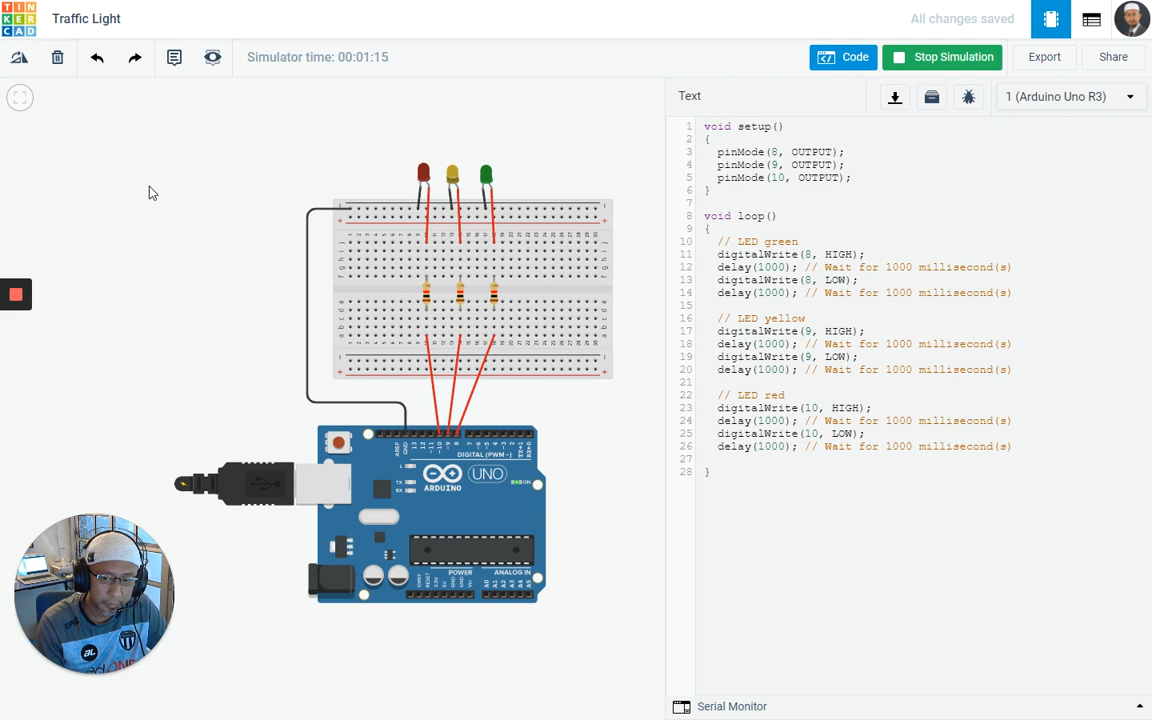 TIN
KER
CAD
Traffic Light
All changes saved
Simulator time: 00:01:15
Code
Stop Simulation
Export
Share
Text
1 (Arduino Uno R3)
1 void setup()
2 {
3 pinMode(8, OUTPUT);
4 pinMode(9, OUTPUT);
5 pinMode(10, OUTPUT);
6 }
7
8 void loop()
9 {
10 // LED green
11 digitalWrite(8, HIGH);
12 delay(1000); // Wait for 1000 millisecond(s)
13 digitalWrite(8, LOW);
14 delay(1000); // Wait for 1000 millisecond(s)
15
16 // LED yellow
17 digitalWrite(9, HIGH);
18 delay(1000); // Wait for 1000 millisecond(s)
19 digitalWrite(9, LOW);
20 delay(1000); // Wait for 1000 millisecond(s)
21
22 // LED red
23 digitalWrite(10, HIGH);
24 delay(1000); // Wait for 1000 millisecond(s)
25 digitalWrite(10, LOW);
26 delay(1000); // Wait for 1000 millisecond(s)
27
28 }
DIGITAL (PWM~)
L
TX
RX
UNO
ON
ARDUINO
POWER
ANALOG IN
Serial Monitor